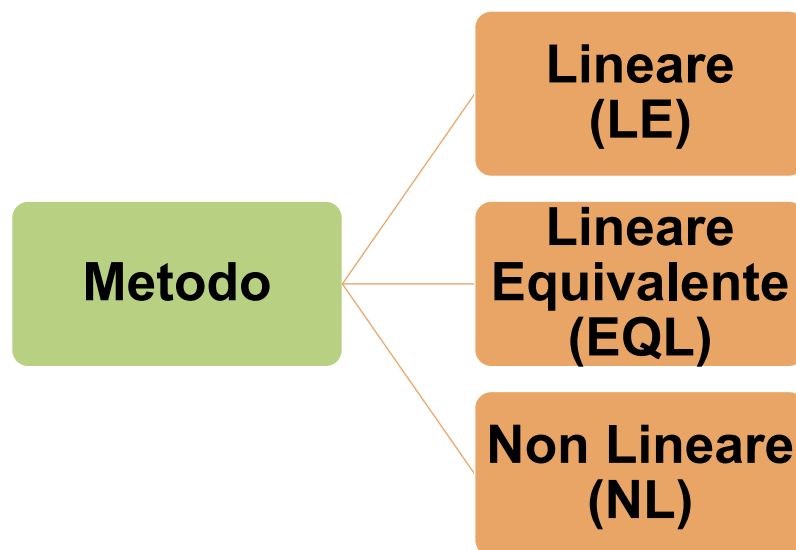 Lineare
(LE)
Metodo
Lineare
Equivalente
(EQL)
Non Lineare
(NL)